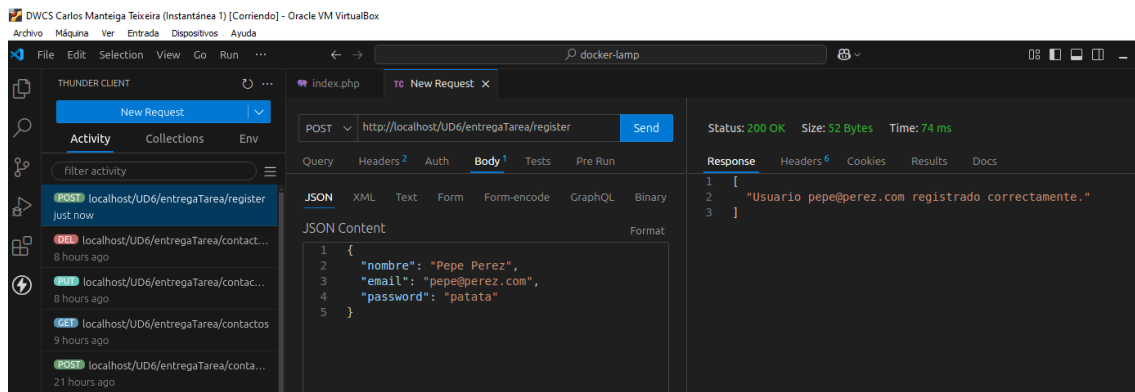 DWCS Carlos Manteiga Teixeira (Instantánea 1) [Corriendo] - Oracle VM VirtualBox
Archivo Máquina Ver Entrada Dispositivos Ayuda
File Edit Selection View Go Run ... docker-lamp
THUNDER CLIENT
New Request
Activity Collections Env
filter activity
POST localhost/UD6/entregaTarea/register
just now
DEL localhost/UD6/entregaTarea/contact...
8 hours ago
PUT localhost/UD6/entregaTarea/contac...
8 hours ago
GET localhost/UD6/entregaTarea/contactos
9 hours ago
POST localhost/UD6/entregaTarea/conta...
21 hours ago
index.php TC New Request X
POST http://localhost/UD6/entregaTarea/register Send
Query Headers 2 Auth Body 1 Tests Pre Run
JSON XML Text Form Form-encode GraphQL Binary
JSON Content Format
1 {
2 "nombre": "Pepe Perez",
3 "email": "pepe@perez.com",
4 "password": "patata"
5 }
Status: 200 OK Size: 52 Bytes Time: 74 ms
Response Headers 6 Cookies Results Docs
1 [
2 "Usuario pepe@perez.com registrado correctamente."
3 ]